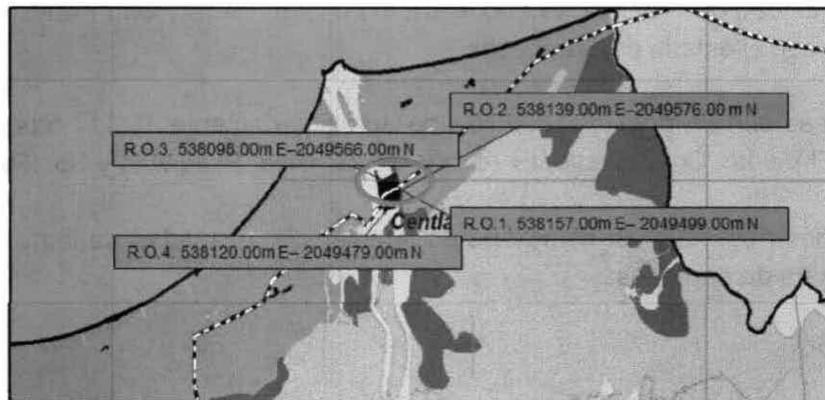 R.O.2. 538139.00m E–2049576.00 m N
R.O.3. 538098.00m E–2049566.00m N
R.O.1. 538157.00m E– 2049499.00m N
R.O.4. 538120.00m E– 2049479.00m N